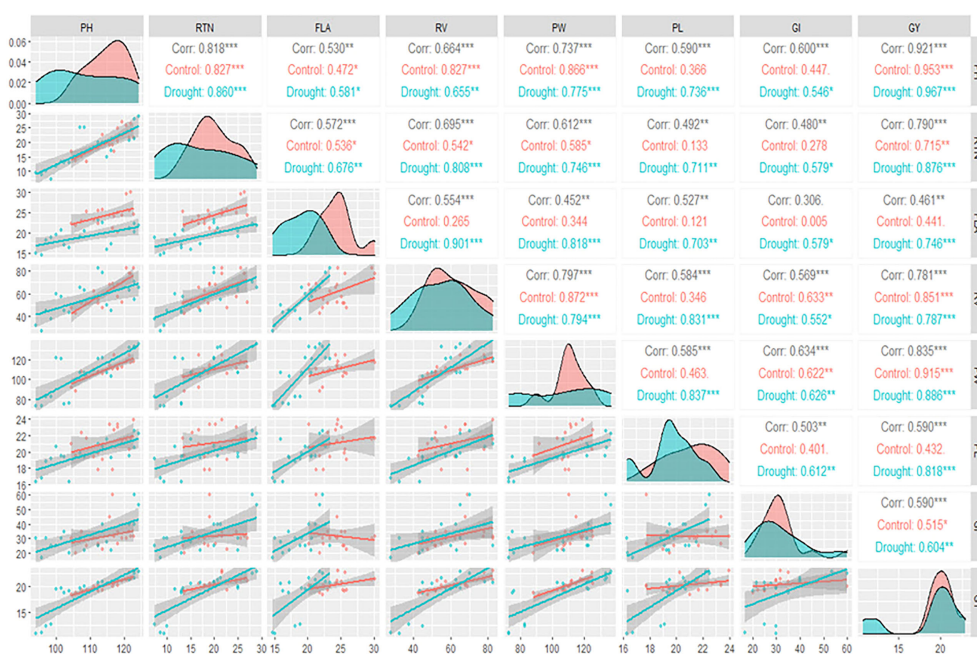 PH RTN FLA RV PW PL GI GY
0.06 Corr: 0.818*** Corr: 0.530** Corr: 0.664*** Corr: 0.737*** Corr: 0.590*** Corr: 0.600*** Corr: 0.921***
0.04 Control: 0.827*** Control: 0.472* Control: 0.827*** Control: 0.866*** Control: 0.366 Control: 0.447. Control: 0.953***
0.02 Drought: 0.860*** Drought: 0.581* Drought: 0.655** Drought: 0.775*** Drought: 0.736*** Drought: 0.546* Drought: 0.967***
0.00
30 Corr: 0.572*** Corr: 0.695*** Corr: 0.612*** Corr: 0.492** Corr: 0.480** Corr: 0.790***
25
20 Control: 0.536* Control: 0.542* Control: 0.585* Control: 0.133 Control: 0.278 Control: 0.715**
15 Drought: 0.676** Drought: 0.808*** Drought: 0.746*** Drought: 0.711** Drought: 0.579* Drought: 0.876***
10
30 Corr: 0.554*** Corr: 0.452** Corr: 0.527** Corr: 0.306. Corr: 0.461**
25 Control: 0.265 Control: 0.344 Control: 0.121 Control: 0.005 Control: 0.441.
20 Drought: 0.901*** Drought: 0.818*** Drought: 0.703** Drought: 0.579* Drought: 0.746***
15
80 Corr: 0.797*** Corr: 0.584*** Corr: 0.569*** Corr: 0.781***
60 Control: 0.872*** Control: 0.346 Control: 0.633** Control: 0.851***
40 Drought: 0.794*** Drought: 0.831*** Drought: 0.552* Drought: 0.787***
120 Corr: 0.585*** Corr: 0.634*** Corr: 0.835***
100 Control: 0.463. Control: 0.622** Control: 0.915***
80 Drought: 0.837*** Drought: 0.626** Drought: 0.886***
24 Corr: 0.503** Corr: 0.590***
22
20 Control: 0.401. Control: 0.432.
18 Drought: 0.612** Drought: 0.818***
16
60 Corr: 0.590***
50
40 Control: 0.515*
30 Drought: 0.604**
20
20
15
100 110 120 10 15 20 25 30 15 20 25 30 40 60 80 80 100 120 16 18 20 22 24 20 30 40 50 60 15 20